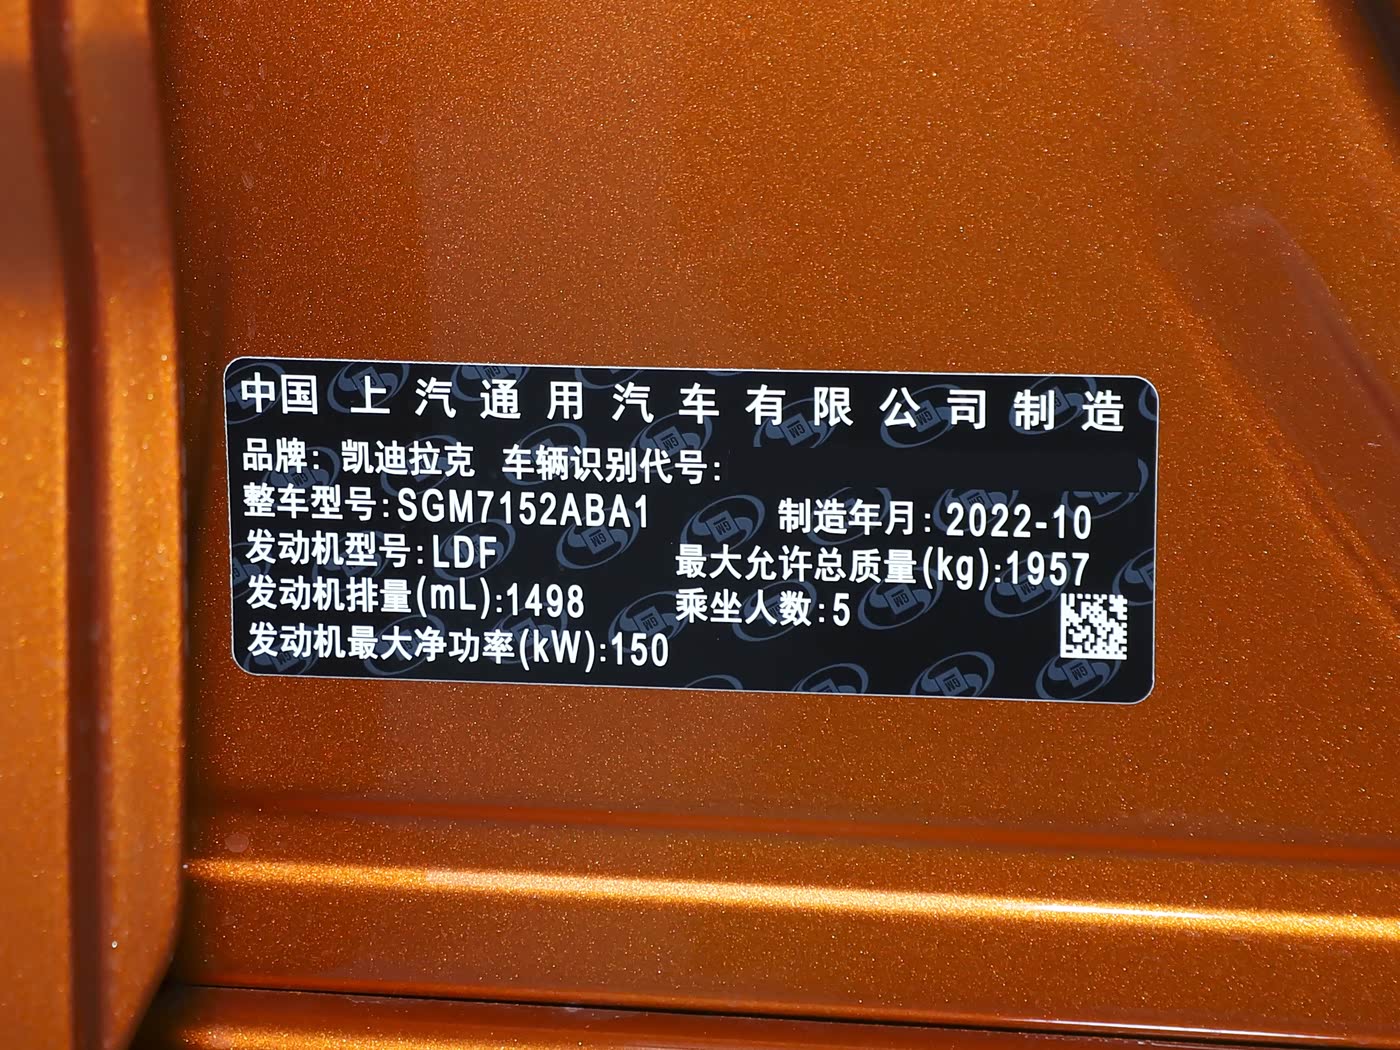 中国 上汽通用汽车有限公司制造
品牌: 凯迪拉克 车辆识别代号:
整车型号:SGM7152ABA1 制造年月: 2022-10
发动机型号:LDF 最大允许总质量(kg):1957
发动机排量(mL):1498 乘坐人数:5
发动机最大净功率(kW):150